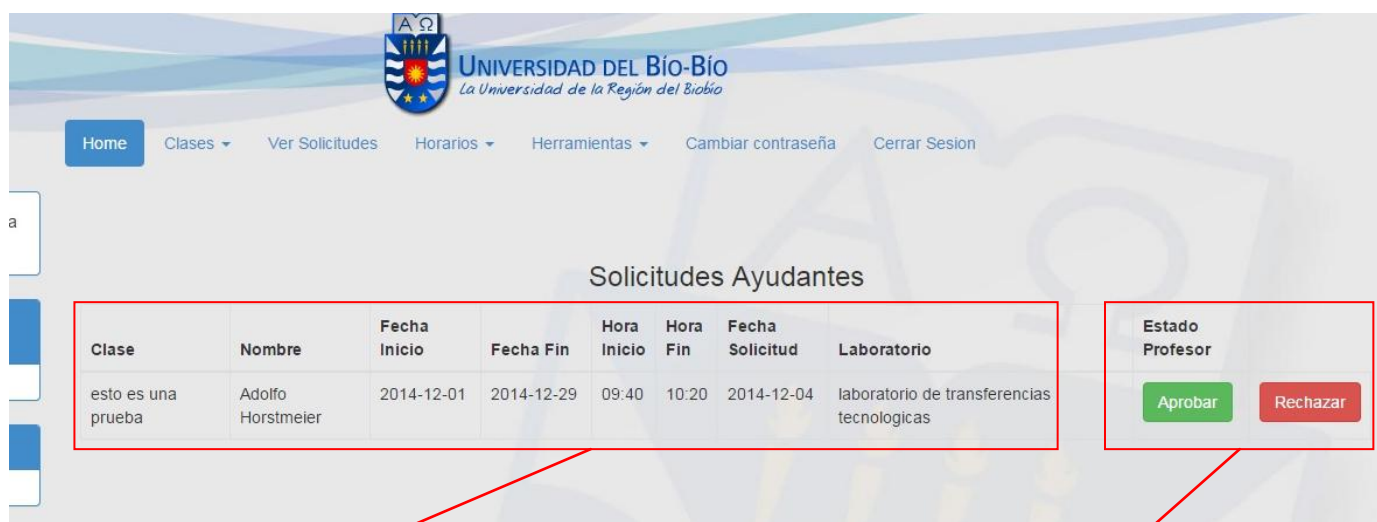 ΑΩ
UNIVERSIDAD DEL BÍO-BÍO
La Universidad de la Región del Biobío
Home Clases Ver Solicitudes Horarios Herramientas Cambiar contraseña Cerrar Sesion
a
Solicitudes Ayudantes
Clase Nombre Fecha Inicio Fecha Fin Hora Inicio Hora Fin Fecha Solicitud Laboratorio Estado Profesor
esto es una prueba Adolfo Horstmeier 2014-12-01 2014-12-29 09:40 10:20 2014-12-04 laboratorio de transferencias tecnologicas Aprobar Rechazar